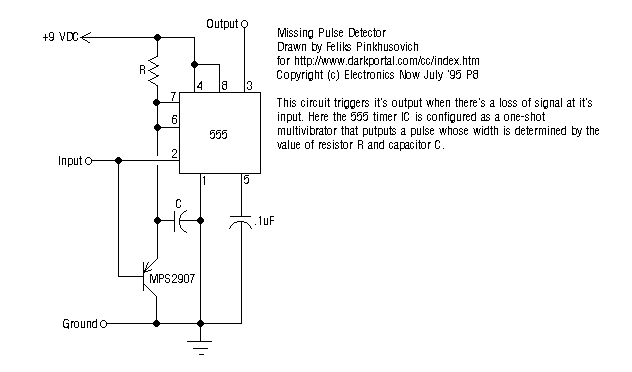 Output
+9 VDC
Missing Pulse Detector
Drawn by Feliks Pinkhusovich
for http://www.darkportal.com/cc/index.htm
Copyright (c) Electronics Now July '95 P8
R
4
8
3
7
This circuit triggers it's output when there's a loss of signal at it's
input. Here the 555 timer IC is configured as a one-shot
multivibrator that putputs a pulse whose width is determined by the
value of resistor R and capacitor C.
6
555
Input
2
1
5
C
.1uF
MPS2907
Ground